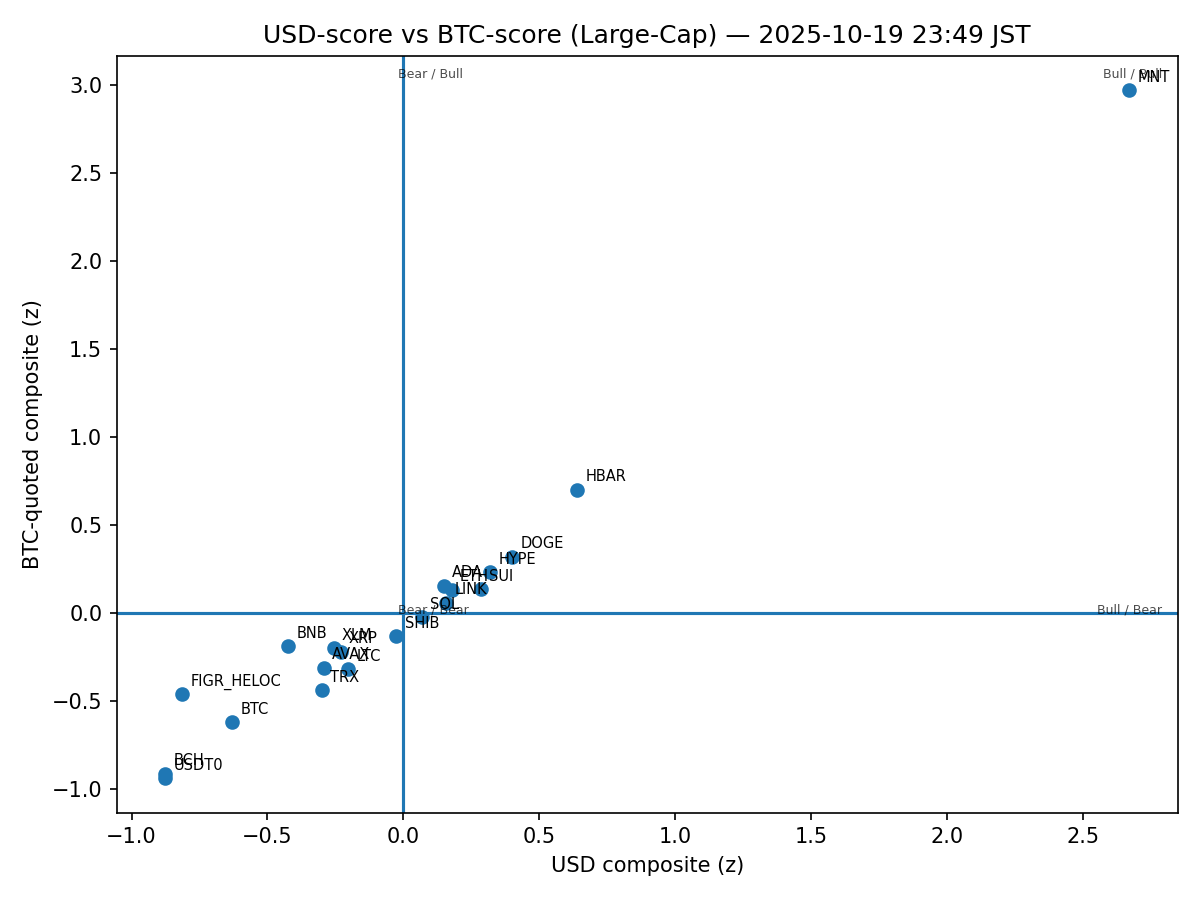 USD-score vs BTC-score (Large-Cap) — 2025-10-19 23:49 JST
Bear / Bull
Bull / Bull
MNT
3.0
2.5
2.0
1.5
1.0
0.5
0.0
−0.5
−1.0
BTC-quoted composite (z)
HBAR
DOGE
HYPE
ADA
ETH
SUI
LINK
SOL
Bear / Bear
Bull / Bear
SHIB
BNB
XLM
XRP
AVAX
LTC
TRX
FIGR_HELOC
BTC
BCH
USDT0
−1.0
−0.5
0.0
0.5
1.0
1.5
2.0
2.5
USD composite (z)